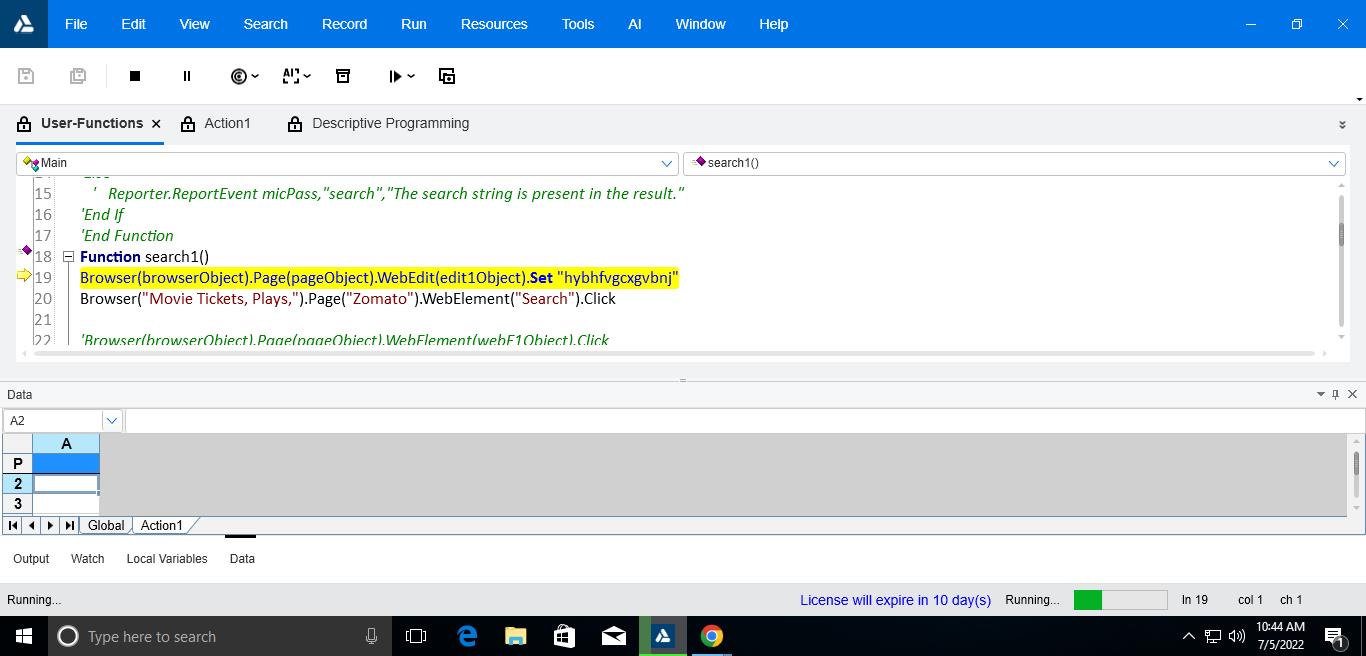 File Edit View Search Record Run Resources Tools AI Window Help
AI
User-Functions Action1 Descriptive Programming
Main search1()
15 ' Reporter.ReportEvent micPass,"search","The search string is present in the result."
16 'End If
17 'End Function
18 Function search1()
19 Browser(browserObject).Page(pageObject).WebEdit(edit1Object).Set "hybhfvgcxgvbnj"
20 Browser("Movie Tickets, Plays,").Page("Zomato").WebElement("Search").Click
21
22 'Browser(browserObject).Page(pageObject).WebElement(webE1Object).Click
Data
A2
A
P
2
3
Global Action1
Output Watch Local Variables Data
Running... License will expire in 10 day(s) Running... ln 19 col 1 ch 1
Type here to search
10:44 AM
7/5/2022
1